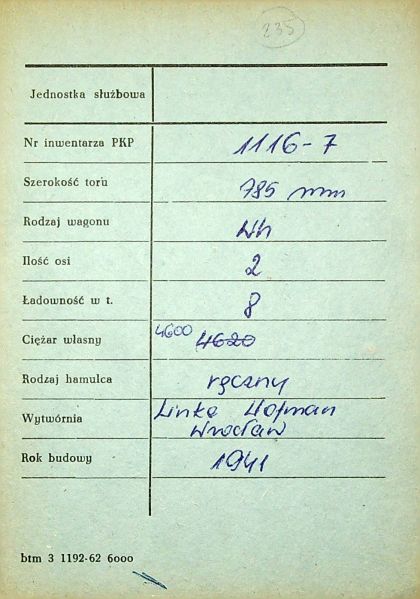 235
Jednostka służbowa
Nr inwentarza PKP 1116-7
Szerokość toru 785 mm
Rodzaj wagonu Wh
Ilość osi 2
Ładowność w t. 8
Ciężar własny 4600 4620
Rodzaj hamulca ręczny
Wytwórnia Linke Hofman
Wrocław
Rok budowy 1941
btm 3 1192-62 6000